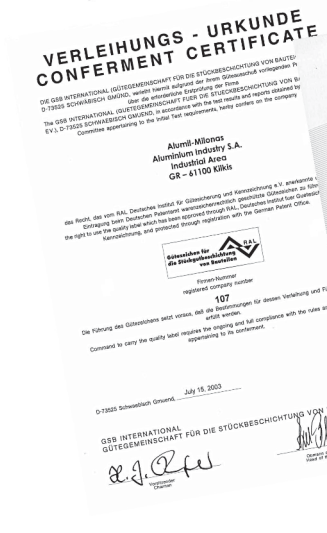 VERLEIHUNGS - URKUNDE
CONFERMENT CERTIFICATE
DIE GSB INTERNATIONAL (GÜTEGEMEINSCHAFT FÜR DIE STÜCKBESCHICHTUNG VON BAUTEI
D-73525 SCHWÄBISCH GMÜND, verleiht hiermit aufgrund der ihrem Güteausschuß vorliegenden Pr
über die erforderliche Erstprüfung der Firma
The GSB INTERNATIONAL (GUETEGEMEINSCHAFT FUER DIE STUECKBESCHICHTUNG VON B
E.V.), D-73525 SCHWAEBISCH GMUEND, in accordance with the test results and reports obtained by
Committee appertaining to the Initial Test requirements, herby confers on the company
Alumil-Milonas
Aluminium Industry S.A.
Industrial Area
GR – 61100 Kilkis
das Recht, das vom RAL Deutsches Institut für Gütesicherung und Kennzeichnung e.V. anerkannte
Eintragung beim Deutschen Patentamt warenzeichenrechtlich geschützte Gütezeichen zu führ
the right to use the quality label which has been approved through RAL, Deutsches Institut fuer Guetesich
Kennzeichnung, and protected through registration with the German Patent Office.
Gütezeichen für
die Stückgutbeschichtung
von Bauteilen
RAL
Firmen-Nummer
registered company number
107
Die Führung des Gütezeichens setzt voraus, daß die Bestimmungen für dessen Verleihung und F
erfüllt werden.
Command to carry the quality label requires the ongoing and full compliance with the rules a
appertaining to its conferment.
D-73525 Schwaebisch Gmuend, July 15, 2003
GSB INTERNATIONAL
GÜTEGEMEINSCHAFT FÜR DIE STÜCKBESCHICHTUNG VON
Vorsitzender
Chairman
Obmann
Head of